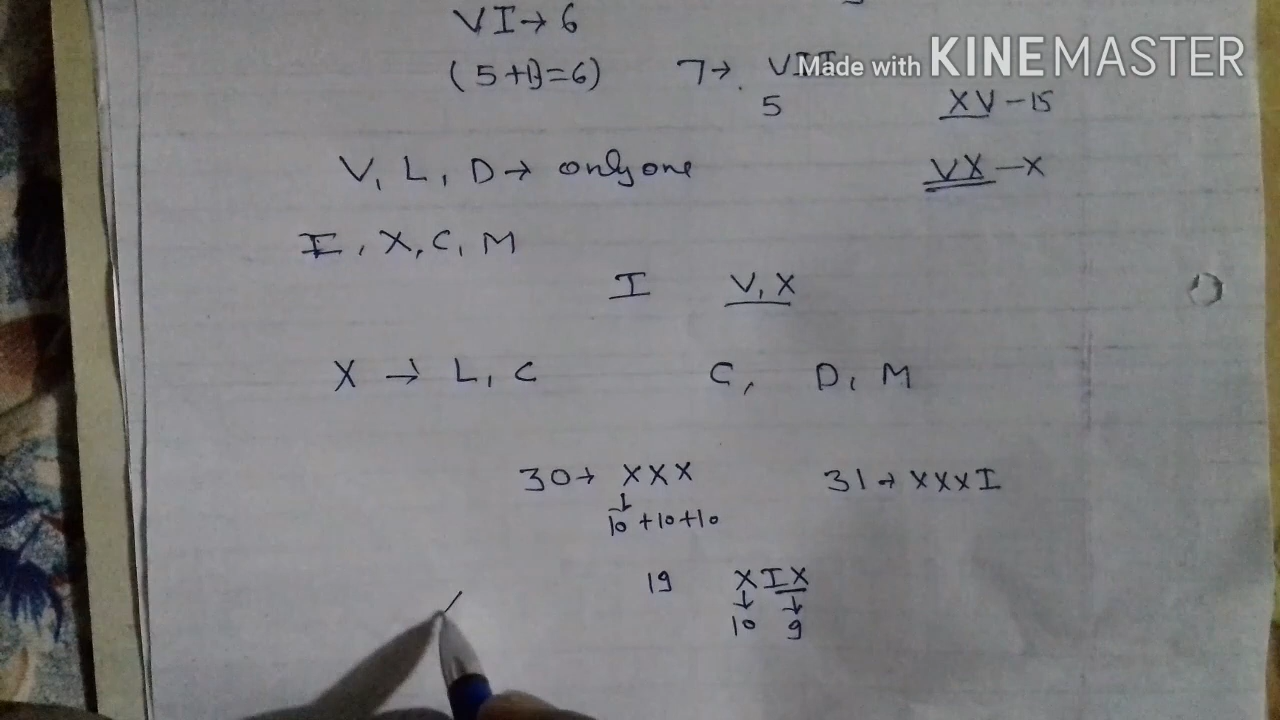 VI → 6
(5+1)=6) 7→ VII
Made with KINEMASTER
5
XV - 15
V, L, D → only one
VX - X
I, X, C, M
I V, X
X → L, C C, D, M
30 → XXX 31 → XXXI
10 +10+10
19 XIX
10 9